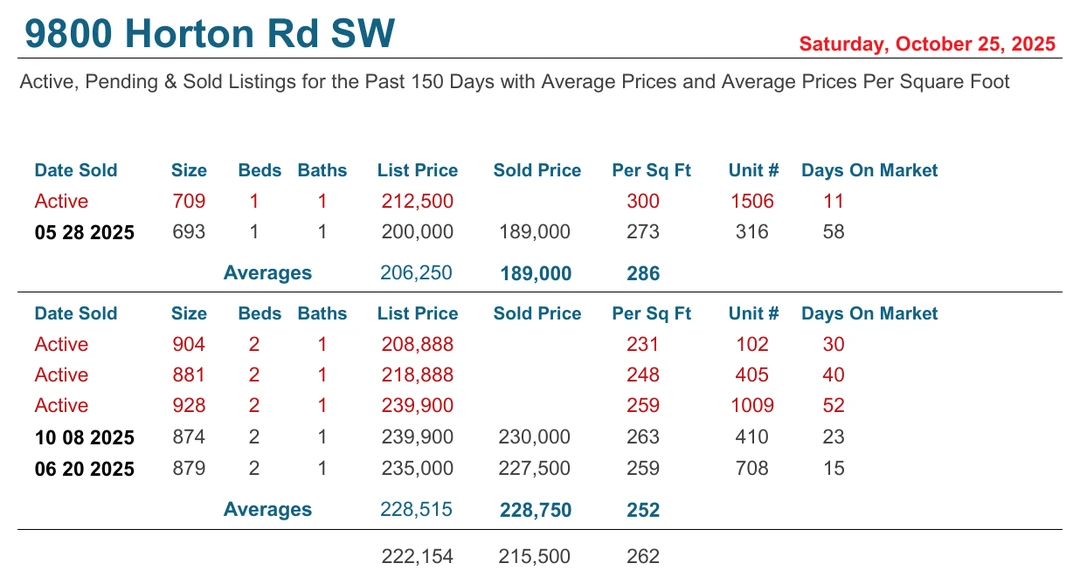 9800 Horton Rd SW
Saturday, October 25, 2025
Active, Pending & Sold Listings for the Past 150 Days with Average Prices and Average Prices Per Square Foot
Date Sold Size Beds Baths List Price Sold Price Per Sq Ft Unit # Days On Market
Active 709 1 1 212,500 300 1506 11
05 28 2025 693 1 1 200,000 189,000 273 316 58
Averages 206,250 189,000 286
Date Sold Size Beds Baths List Price Sold Price Per Sq Ft Unit # Days On Market
Active 904 2 1 208,888 231 102 30
Active 881 2 1 218,888 248 405 40
Active 928 2 1 239,900 259 1009 52
10 08 2025 874 2 1 239,900 230,000 263 410 23
06 20 2025 879 2 1 235,000 227,500 259 708 15
Averages 228,515 228,750 252
222,154 215,500 262